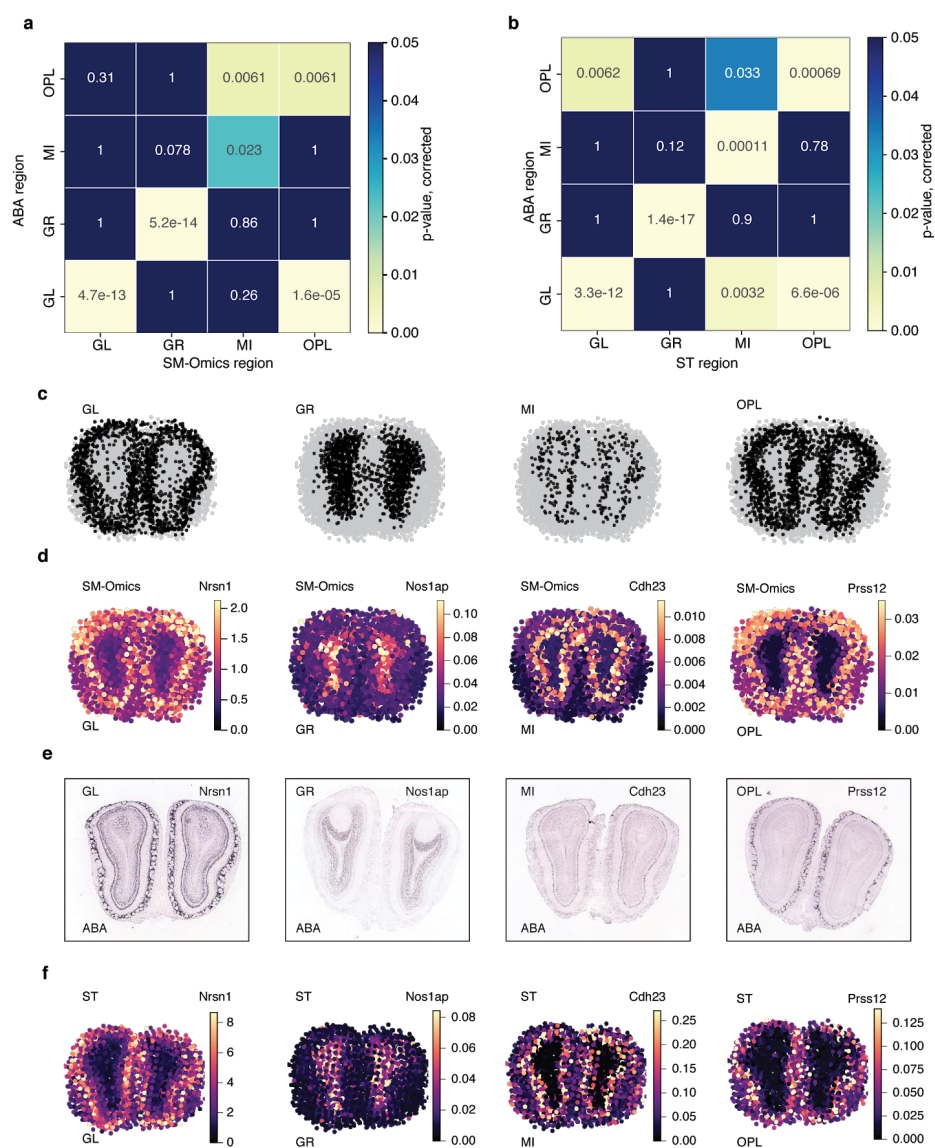 a
b
OPL
MI
GR
GL
ABA region
0.31 1 0.0061 0.0061
1 0.078 0.023 1
1 5.2e-14 0.86 1
4.7e-13 1 0.26 1.6e-05
GL GR MI OPL
SM-Omics region
0.05
0.04
0.03
0.02
0.01
0.00
p-value, corrected
OPL
MI
GR
GL
ABA region
0.0062 1 0.033 0.00069
1 0.12 0.00011 0.78
1 1.4e-17 0.9 1
3.3e-12 1 0.0032 6.6e-06
GL GR MI OPL
ST region
0.05
0.04
0.03
0.02
0.01
0.00
p-value, corrected
c
GL GR MI OPL
d
SM-Omics Nrsn1
2.0
1.5
1.0
0.5
0.0
GL
SM-Omics Nos1ap
0.10
0.08
0.06
0.04
0.02
0.00
GR
SM-Omics Cdh23
0.010
0.008
0.006
0.004
0.002
0.000
MI
SM-Omics Prss12
0.03
0.02
0.01
0.00
OPL
e
GL Nrsn1
ABA
GR Nos1ap
ABA
MI Cdh23
ABA
OPL Prss12
ABA
f
ST Nrsn1
8
6
4
2
0
GL
ST Nos1ap
0.08
0.06
0.04
0.02
0.00
GR
ST Cdh23
0.25
0.20
0.15
0.10
0.05
0.00
MI
ST Prss12
0.125
0.100
0.075
0.050
0.025
0.000
OPL